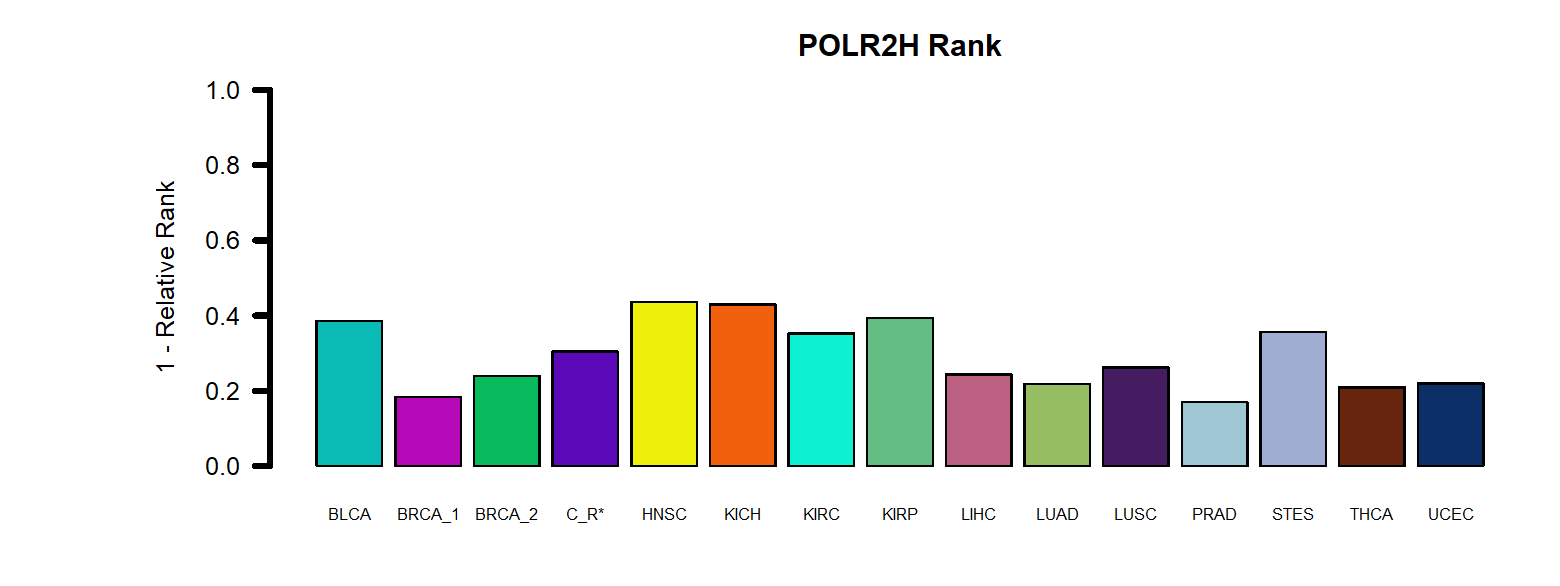 POLR2H Rank
1 - Relative Rank
1.0
0.8
0.6
0.4
0.2
0.0
BLCA BRCA_1 BRCA_2 C_R* HNSC KICH KIRC KIRP LIHC LUAD LUSC PRAD STES THCA UCEC